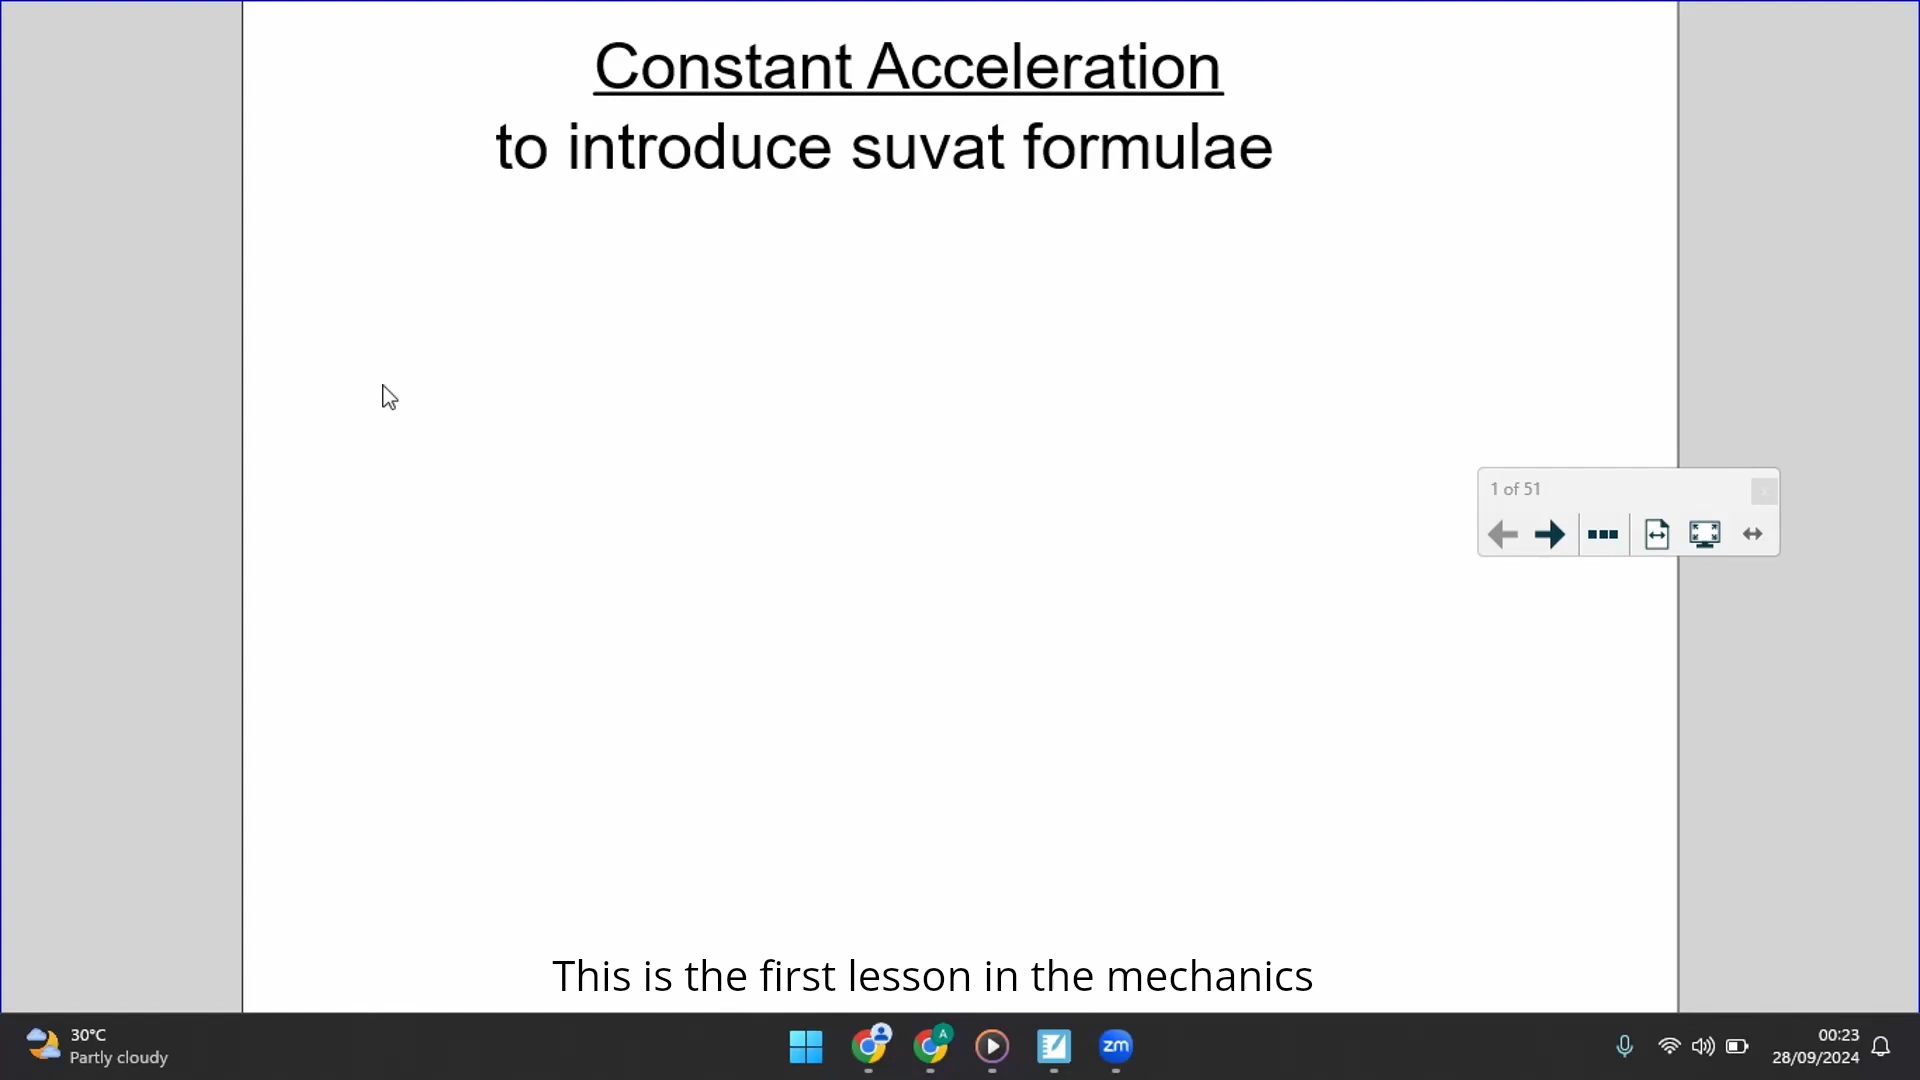 Constant Acceleration
to introduce suvat formulae
1 of 51
This is the first lesson in the mechanics
30°C
Partly cloudy
A
zm
00:23
28/09/2024